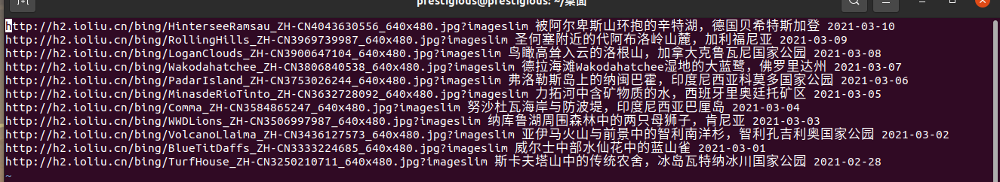 prestigious@prestigious: ~/桌面
http://h2.ioliu.cn/bing/HinterseeRamsau_ZH-CN4043630556_640x480.jpg?imageslim 被阿尔卑斯山环抱的辛特湖，德国贝希特斯加登 2021-03-10
http://h2.ioliu.cn/bing/RollingHills_ZH-CN3969739987_640x480.jpg?imageslim 圣何塞附近的代阿布洛岭山麓，加利福尼亚 2021-03-09
http://h2.ioliu.cn/bing/LoganClouds_ZH-CN3900647104_640x480.jpg?imageslim 鸟瞰高耸入云的洛根山，加拿大克鲁瓦尼国家公园 2021-03-08
http://h2.ioliu.cn/bing/Wakodahatchee_ZH-CN3806840538_640x480.jpg?imageslim 德拉海滩Wakodahatchee湿地的大蓝鹭，佛罗里达州 2021-03-07
http://h2.ioliu.cn/bing/PadarIsland_ZH-CN3753026244_640x480.jpg?imageslim 弗洛勒斯岛上的纳闽巴霍，印度尼西亚科莫多国家公园 2021-03-06
http://h2.ioliu.cn/bing/MinasdeRioTinto_ZH-CN3632728092_640x480.jpg?imageslim 力拓河中含矿物质的水，西班牙里奥廷托矿区 2021-03-05
http://h2.ioliu.cn/bing/Comma_ZH-CN3584865247_640x480.jpg?imageslim 努沙杜瓦海岸与防波堤，印度尼西亚巴厘岛 2021-03-04
http://h2.ioliu.cn/bing/WWDLions_ZH-CN3506997987_640x480.jpg?imageslim 纳库鲁湖周围森林中的两只母狮子，肯尼亚 2021-03-03
http://h2.ioliu.cn/bing/VolcanoLlaima_ZH-CN3436127573_640x480.jpg?imageslim 亚伊马火山与前景中的智利南洋杉，智利孔吉利奥国家公园 2021-03-02
http://h2.ioliu.cn/bing/BlueTitDaffs_ZH-CN3333224685_640x480.jpg?imageslim 威尔士中部水仙花中的蓝山雀 2021-03-01
http://h2.ioliu.cn/bing/TurfHouse_ZH-CN3250210711_640x480.jpg?imageslim 斯卡夫塔山中的传统农舍，冰岛瓦特纳冰川国家公园 2021-02-28
~